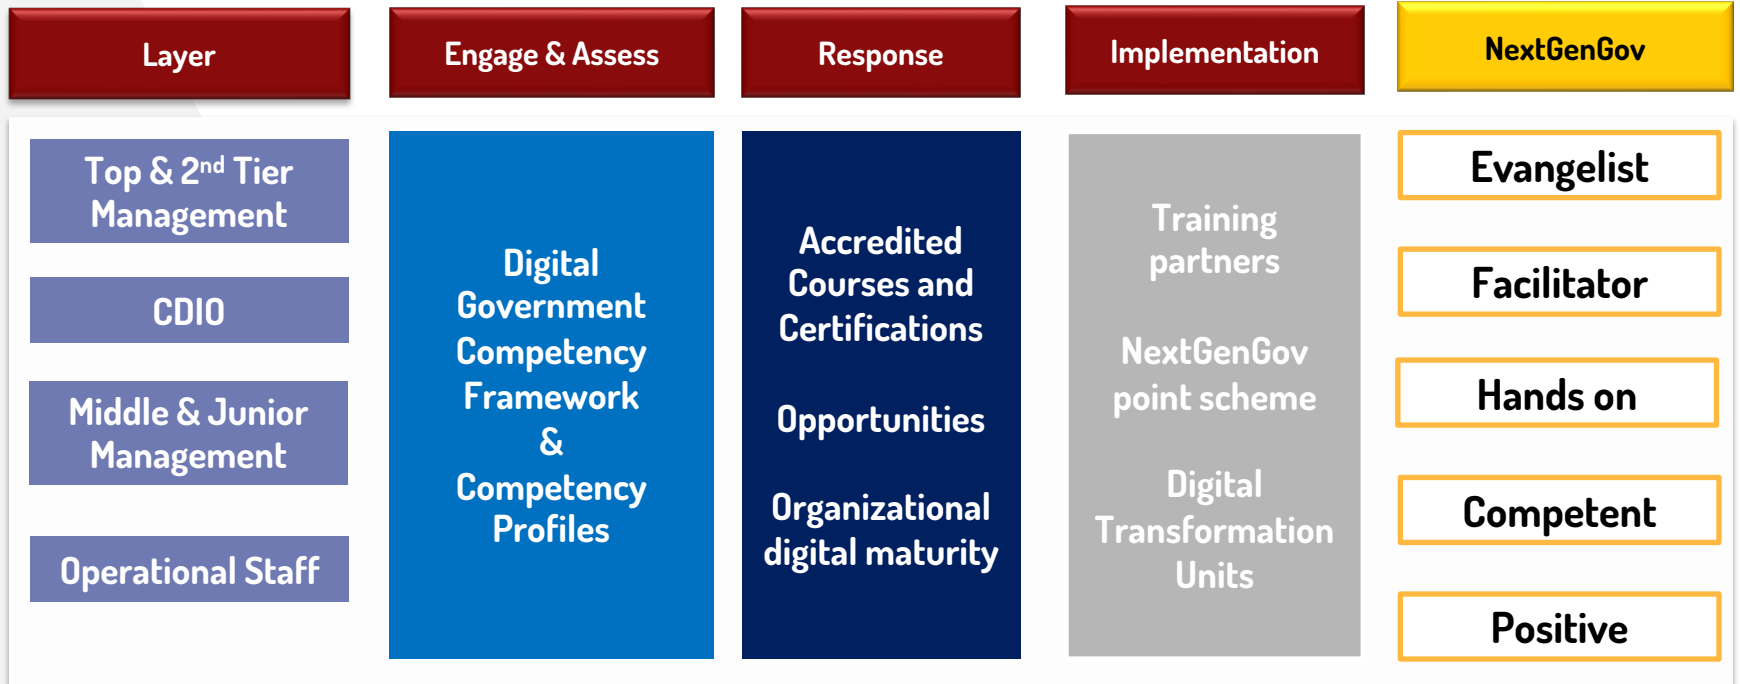 Layer
Engage & Assess
Response
Implementation
NextGenGov
Top & 2nd Tier
Management
CDIO
Middle & Junior
Management
Operational Staff
Digital
Government
Competency
Framework
&
Competency
Profiles
Accredited
Courses and
Certifications
Opportunities
Organizational
digital maturity
Training
partners
NextGenGov
point scheme
Digital
Transformation
Units
Evangelist
Facilitator
Hands on
Competent
Positive